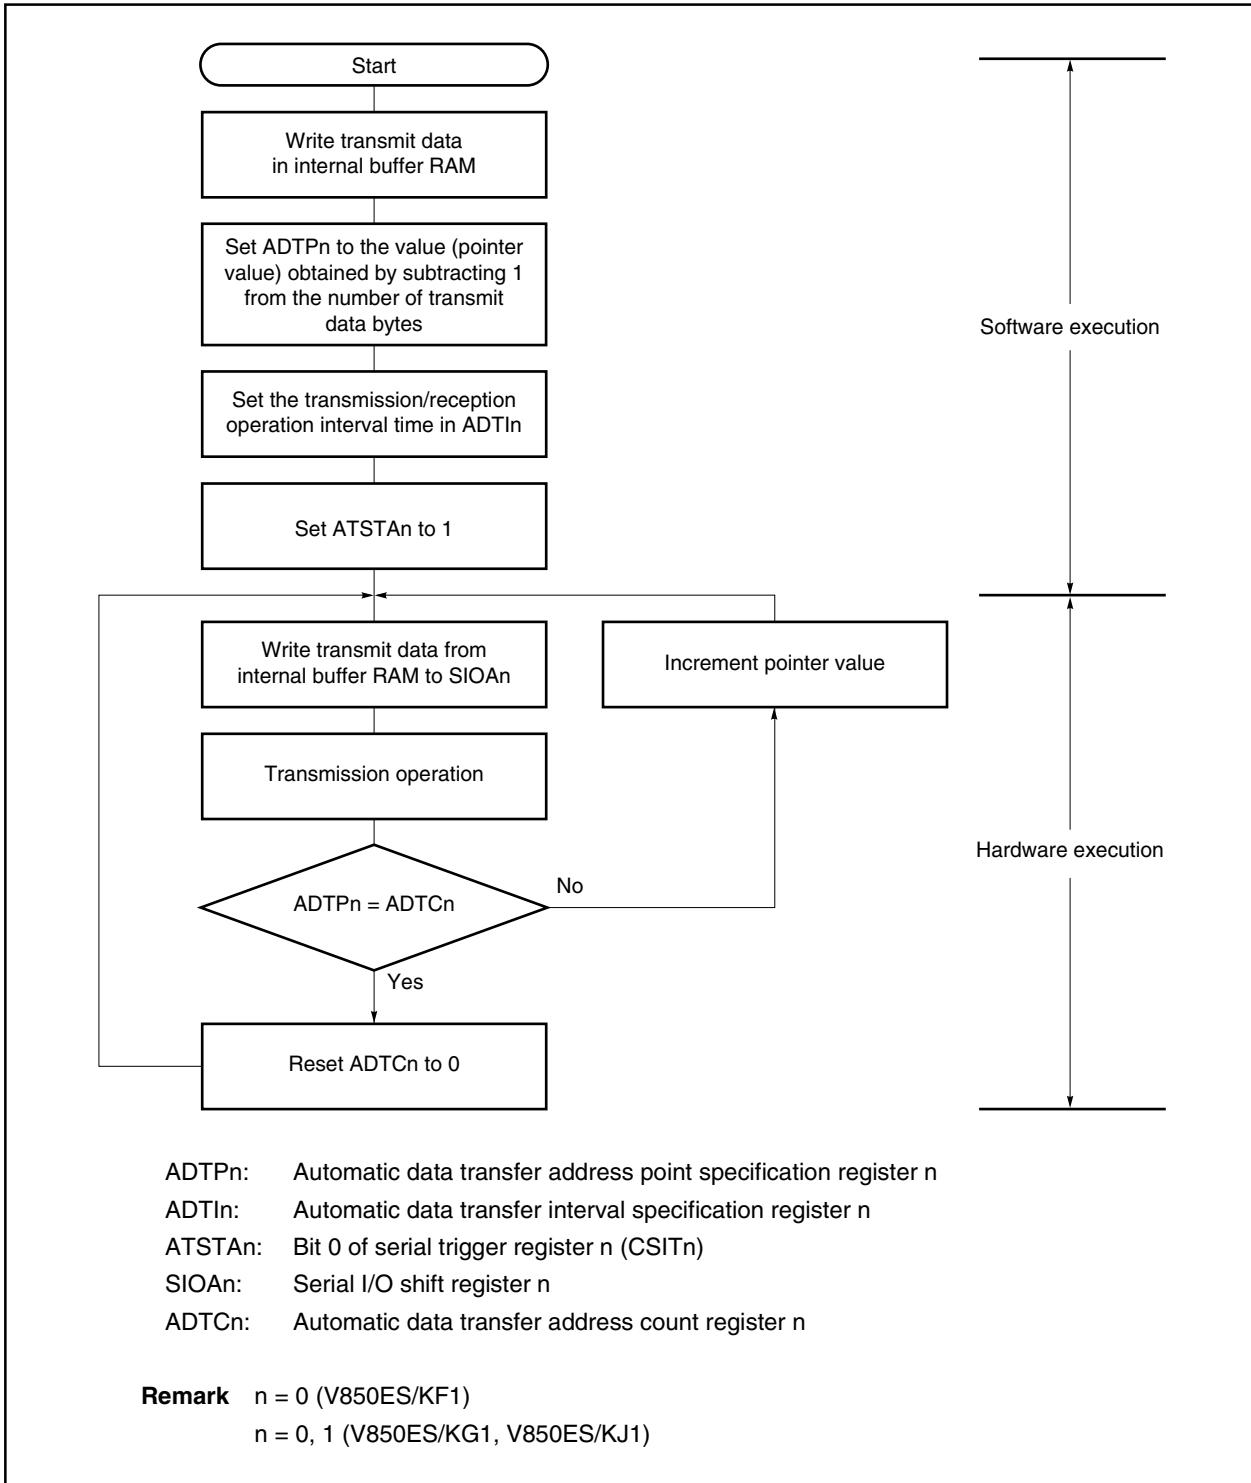 Start
Write transmit data
in internal buffer RAM
Set ADTPn to the value (pointer
value) obtained by subtracting 1
from the number of transmit
data bytes
Software execution
Set the transmission/reception
operation interval time in ADTIn
Set ATSTAn to 1
Write transmit data from
internal buffer RAM to SIOAn
Increment pointer value
Transmission operation
Hardware execution
ADTPn = ADTCn
No
Yes
Reset ADTCn to 0
ADTPn: Automatic data transfer address point specification register n
ADTIn: Automatic data transfer interval specification register n
ATSTAn: Bit 0 of serial trigger register n (CSITn)
SIOAn: Serial I/O shift register n
ADTCn: Automatic data transfer address count register n
Remark n = 0 (V850ES/KF1)
n = 0, 1 (V850ES/KG1, V850ES/KJ1)